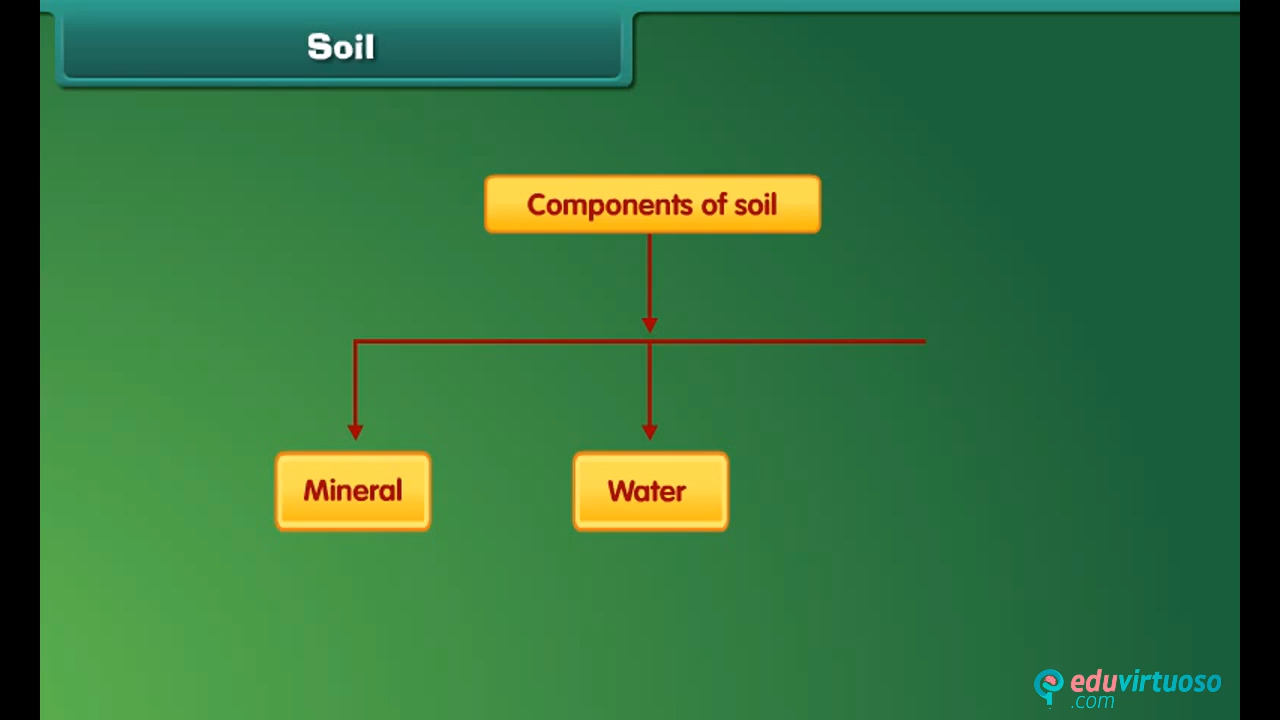 Soil
Components of soil
Mineral
Water
eduvirtuoso
.com